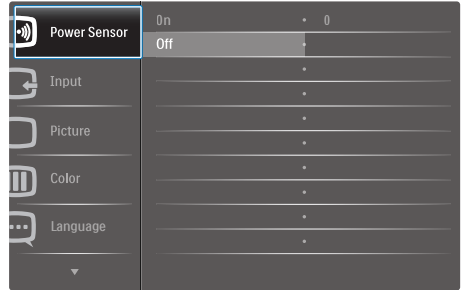 Power Sensor
On • 0
Off •
Input
Picture
Color
Language